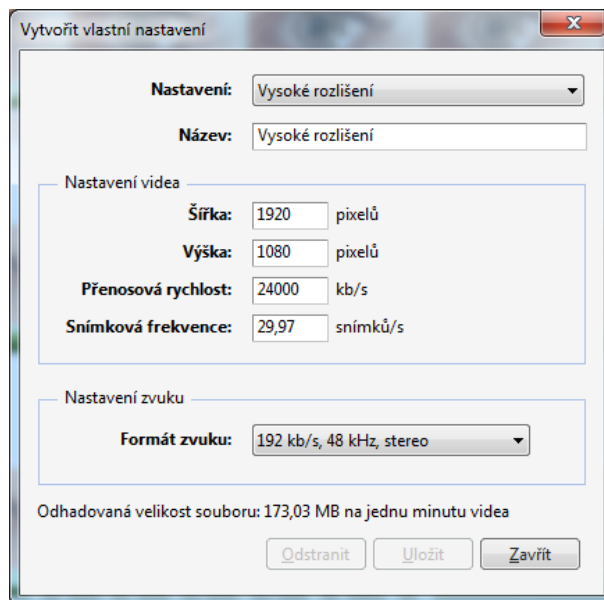 Vytvořit vlastní nastavení
Nastavení: Vysoké rozlišení
Název: Vysoké rozlišení
Nastavení videa
Šířka: 1920 pixelů
Výška: 1080 pixelů
Přenosová rychlost: 24000 kb/s
Snímková frekvence: 29,97 snímků/s
Nastavení zvuku
Formát zvuku: 192 kb/s, 48 kHz, stereo
Odhadovaná velikost souboru: 173,03 MB na jednu minutu videa
Odstranit Uložit Zavřít